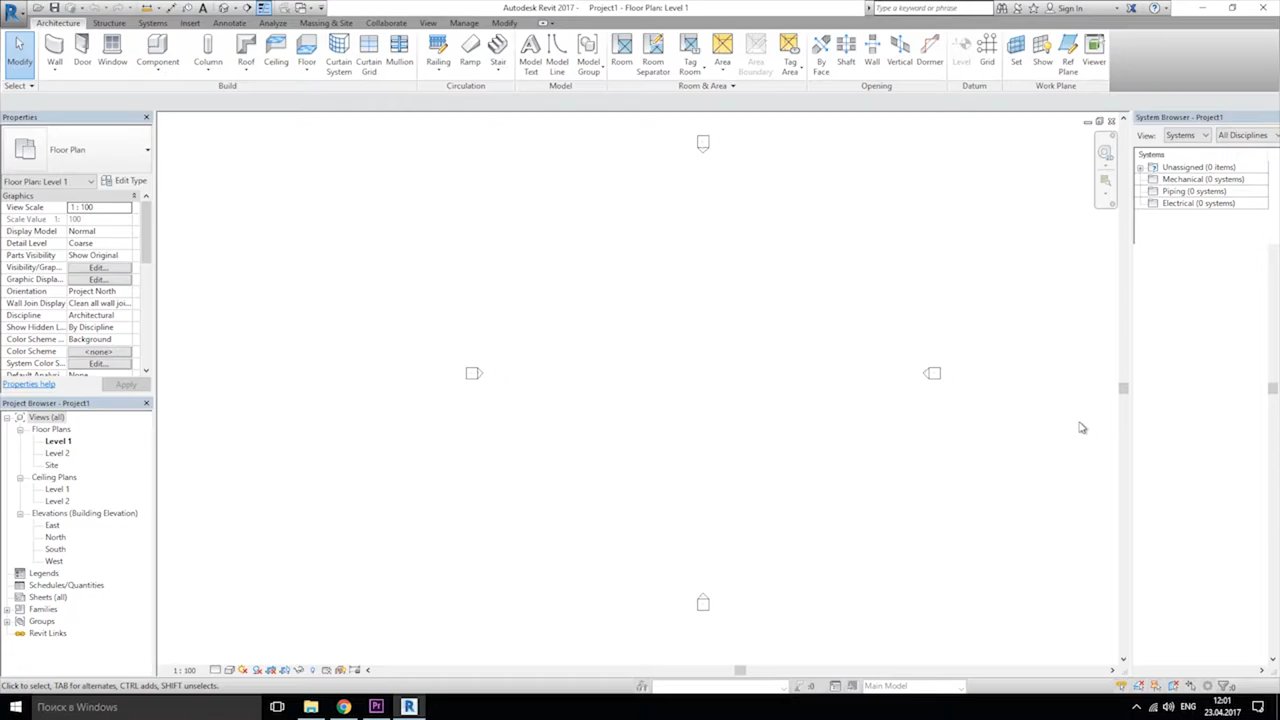 Autodesk Revit 2017 - Project1 - Floor Plan: Level 1
Type a keyword or phrase
Sign In
Architecture Structure Systems Insert Annotate Analyze Massing & Site Collaborate View Manage Modify
Modify Wall Door Window Component Column Roof Ceiling Floor Curtain System Curtain Grid Mullion Railing Ramp Stair Model Text Model Line Model Group Room Room Separator Tag Room Area Area Boundary Tag Area By Face Shaft Wall Vertical Dormer Level Grid Set Show Ref Plane Viewer
Select Build Circulation Model Room & Area Opening Datum Work Plane
Properties
Floor Plan
Floor Plan: Level 1 Edit Type
Graphics
View Scale 1 : 100
Scale Value 1: 100
Display Model Normal
Detail Level Coarse
Parts Visibility Show Original
Visibility/Grap... Edit...
Graphic Displa... Edit...
Orientation Project North
Wall Join Display Clean all wall joi...
Discipline Architectural
Show Hidden L... By Discipline
Color Scheme ... Background
Color Scheme <none>
System Color S... Edit...
Properties help Apply
Project Browser - Project1
Views (all)
Floor Plans
Level 1
Level 2
Site
Ceiling Plans
Level 1
Level 2
Elevations (Building Elevation)
East
North
South
West
Legends
Schedules/Quantities
Sheets (all)
Families
Groups
Revit Links
System Browser - Project1
View: Systems All Disciplines
Systems
Unassigned (0 items)
Mechanical (0 systems)
Piping (0 systems)
Electrical (0 systems)
1 : 100
Click to select, TAB for alternates, CTRL adds, SHIFT unselects.
:0
Main Model
:0
Поиск в Windows
Pr
ENG
12:01
23.04.2017